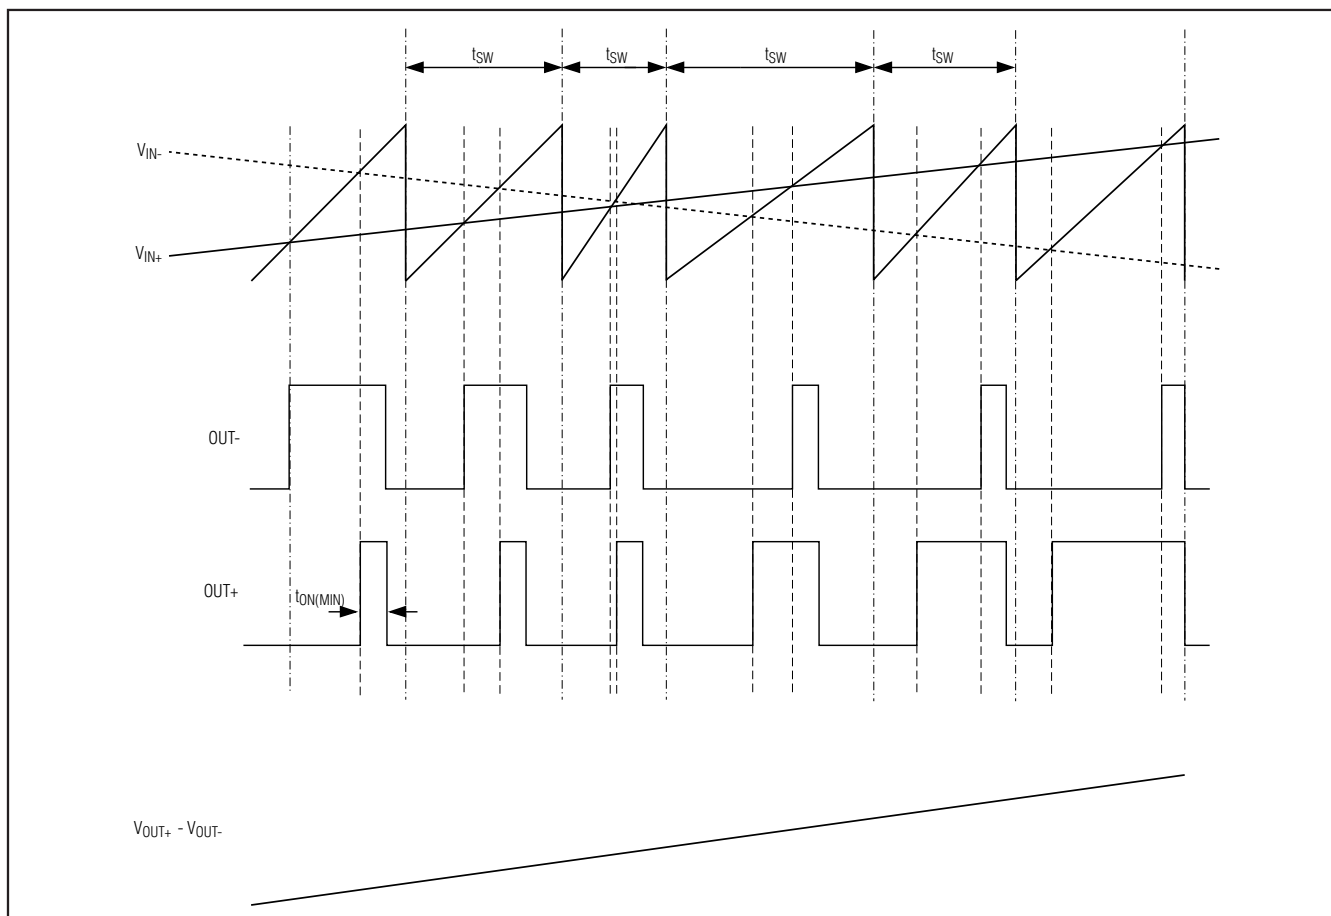 tSW tSW tSW tSW
VIN-
VIN+
OUT-
OUT+
tON(MIN)
VOUT+ - VOUT-